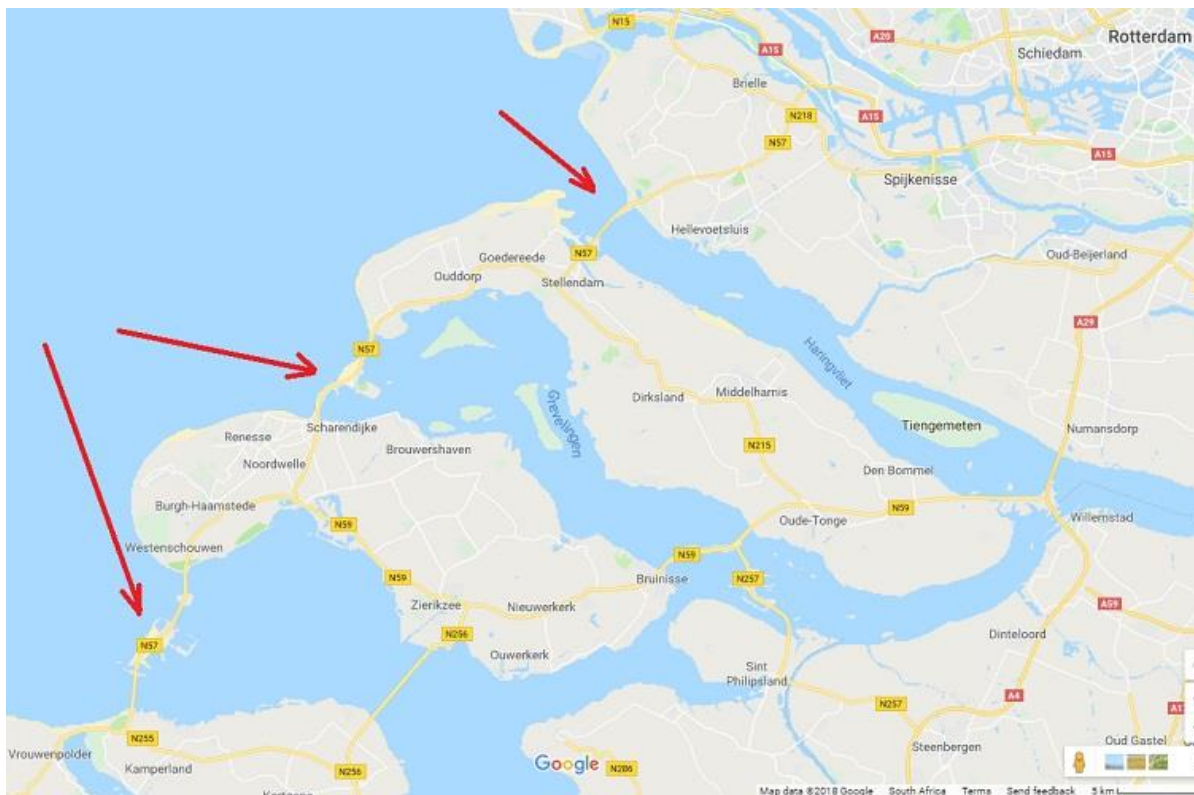 N15
A20
Rotterdam
A15
Schiedam
Brielle
N218
A15
A13
N57
A15
A15
Spijkenisse
Hellevoetsluis
Goedereede
N57
Oud-Beijerland
Ouddorp
Stellendam
A29
N57
Haringvliet
Dirksland
Middelharnis
Grevelingen
Scharendijke
Tiengemeten
Renesse
Brouwershaven
Numansdorp
Noordwelle
N215
Den Bommel
Burgh-Haamstede
N59
N59
Oude-Tonge
Willemstad
Westenschouwen
N59
N59
Bruinisse
N257
Zierikzee
Nieuwerkerk
A59
N256
Dinteloord
N57
Ouwerkerk
Sint
Philipsland
A4
N257
N255
Vrouwenpolder
Steenbergen
Oud Gastel
Kamperland
N256
Google
N286
Map data ©2018 Google South Africa Terms Send feedback 5 km